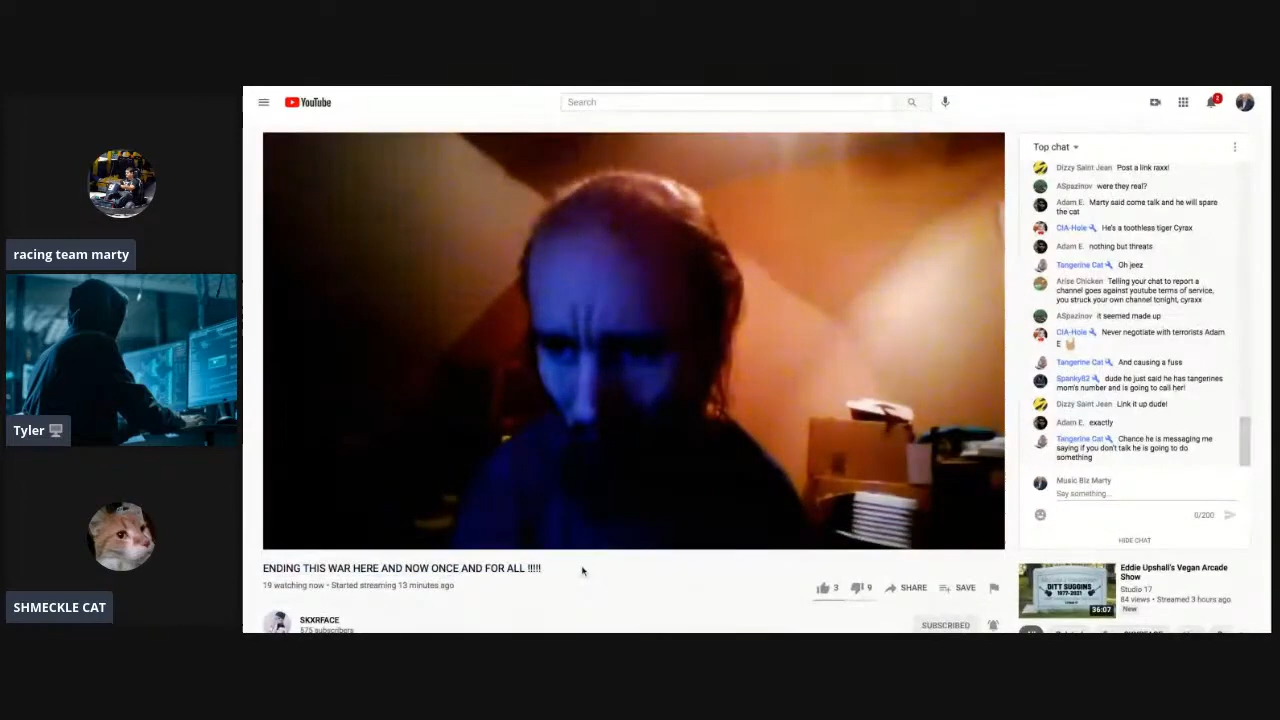 racing team marty
Tyler
SHMECKLE CAT
YouTube
Search
2
Top chat
Dizzy Saint Jean Post a link raxx!
ASpazinov were they real?
Adam E. Marty said come talk and he will spare
the cat
CIA-Hole He's a toothless tiger Cyrax
Adam E. nothing but threats
Tangerine Cat Oh jeez
Arise Chicken Telling your chat to report a
channel goes against youtube terms of service,
you struck your own channel tonight, cyraxx
ASpazinov it seemed made up
CIA-Hole Never negotiate with terrorists Adam
E
Tangerine Cat And causing a fuss
Spanky82 dude he just said he has tangerines
mom's number and is going to call her!
Dizzy Saint Jean Link it up dude!
Adam E. exactly
Tangerine Cat Chance he is messaging me
saying if you don't talk he is going to do
something
Music Biz Marty
Say something...
0/200
HIDE CHAT
ENDING THIS WAR HERE AND NOW ONCE AND FOR ALL !!!!!
19 watching now • Started streaming 13 minutes ago
3
9
SHARE
SAVE
SKXRFACE
575 subscribers
SUBSCRIBED
DITT SUGGINS
1977-2021
36:07
Eddie Upshall's Vegan Arcade
Show
Studio 17
84 views • Streamed 3 hours ago
New